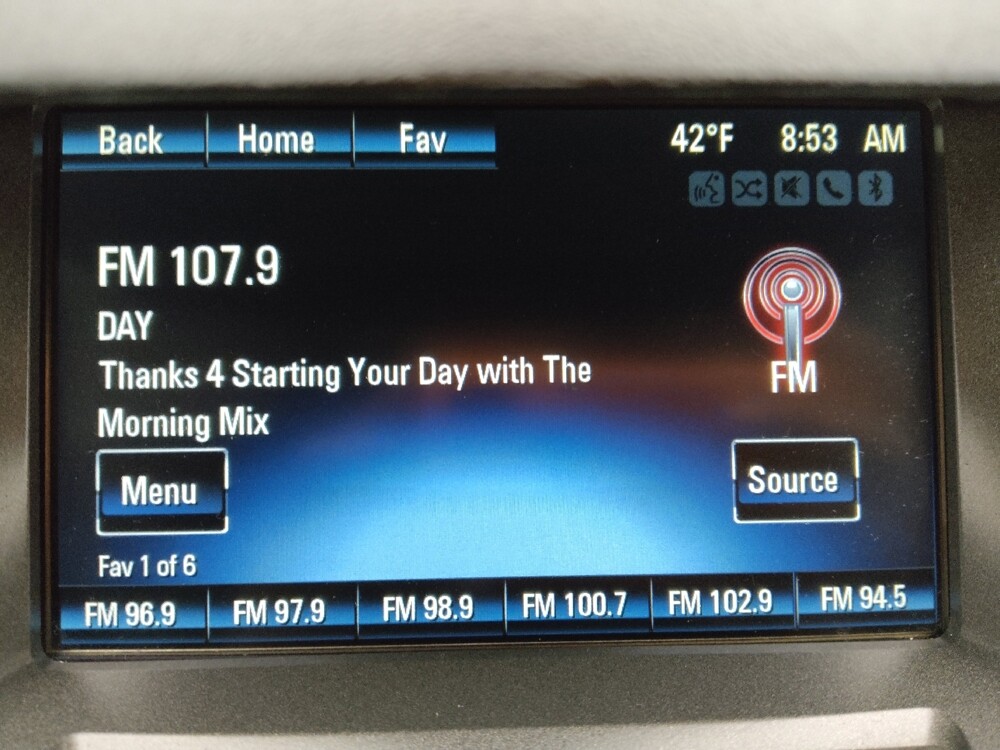 Back Home Fav 42°F 8:53 AM
FM 107.9
DAY
Thanks 4 Starting Your Day with The
Morning Mix
FM
Menu
Source
Fav 1 of 6
FM 96.9 FM 97.9 FM 98.9 FM 100.7 FM 102.9 FM 94.5